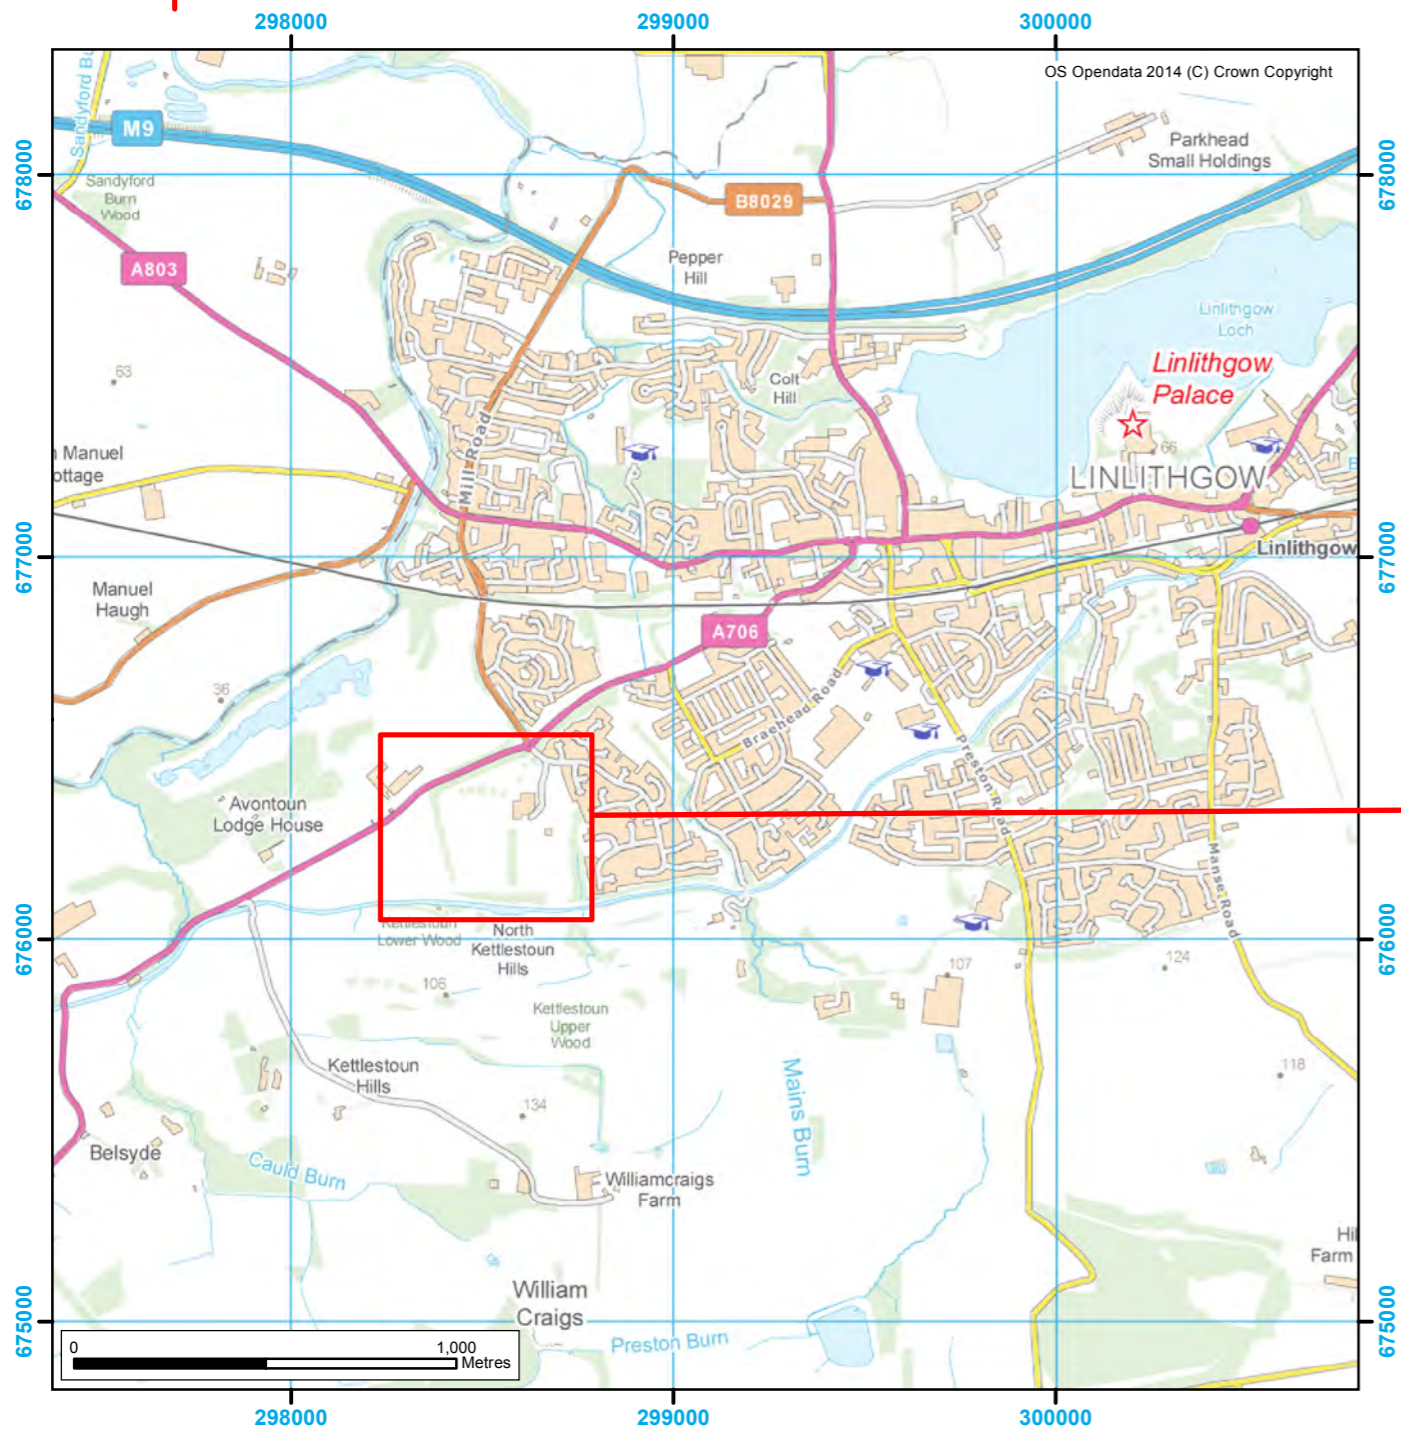 298000
299000
300000
OS Opendata 2014 (C) Crown Copyright
Sandyford Bu
M9
Parkhead
Small Holdings
678000
678000
Sandyford
Burn
Wood
B8029
A803
Pepper
Hill
Linlithgow
Loch
63
Colt
Hill
Linlithgow
Palace
66
Mill Road
n Manuel
ottage
LINLITHGOW
677000
677000
Linlithgow
Manuel
Haugh
A706
36
Braehead Road
Preston Road
Avontoun
Lodge House
Manse Road
Kettlestoun
Lower Wood
North
Kettlestoun
Hills
676000
676000
107
124
106
Kettlestoun
Upper
Wood
Kettlestoun
Hills
Mains Burn
118
134
Belsyde
Cauld Burn
Williamcraigs
Farm
Hil
Farm
William
Craigs
675000
675000
Preston Burn
0
1,000
Metres
298000
299000
300000